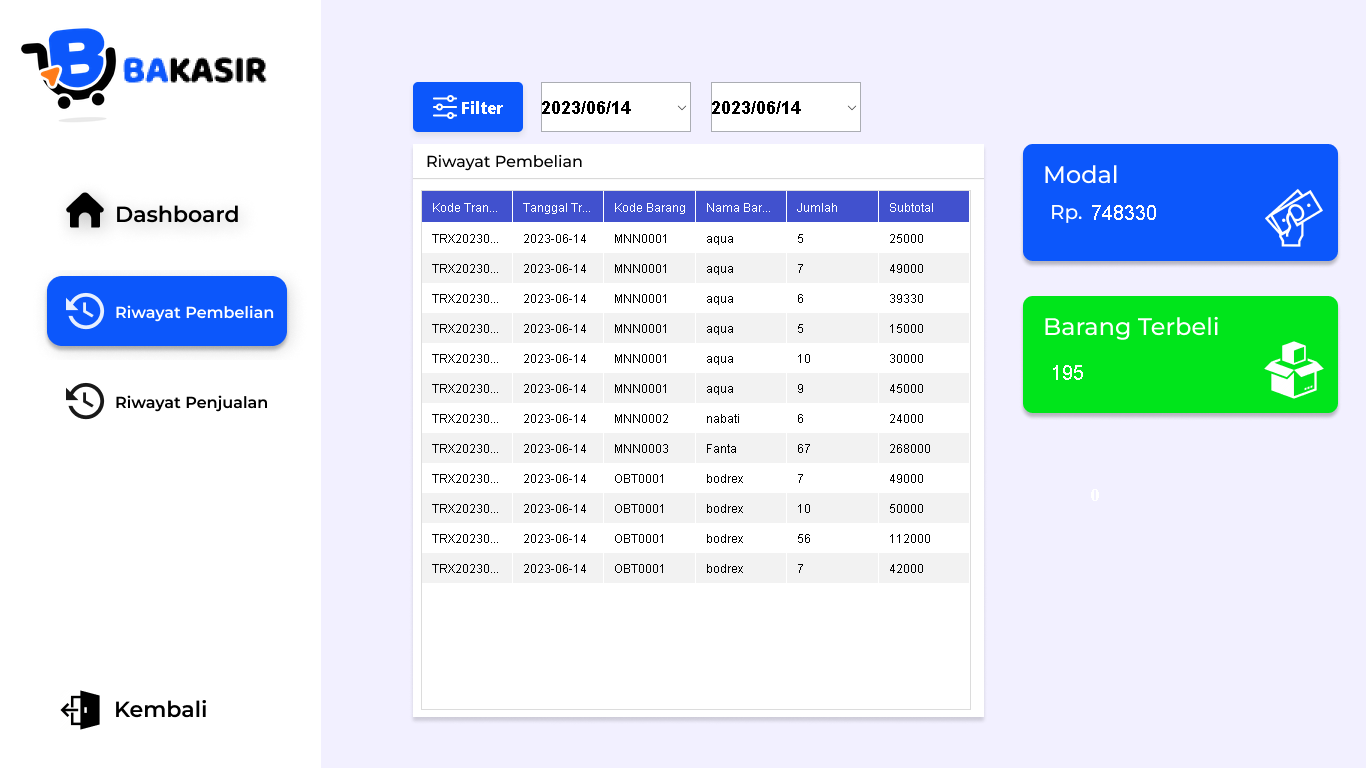 BAKASIR
Dashboard
Riwayat Pembelian
Riwayat Penjualan
Kembali
Filter
2023/06/14
2023/06/14
Riwayat Pembelian
Kode Tran... Tanggal Tr... Kode Barang Nama Bar... Jumlah Subtotal
TRX20230... 2023-06-14 MNN0001 aqua 5 25000
TRX20230... 2023-06-14 MNN0001 aqua 7 49000
TRX20230... 2023-06-14 MNN0001 aqua 6 39330
TRX20230... 2023-06-14 MNN0001 aqua 5 15000
TRX20230... 2023-06-14 MNN0001 aqua 10 30000
TRX20230... 2023-06-14 MNN0001 aqua 9 45000
TRX20230... 2023-06-14 MNN0002 nabati 6 24000
TRX20230... 2023-06-14 MNN0003 Fanta 67 268000
TRX20230... 2023-06-14 OBT0001 bodrex 7 49000
TRX20230... 2023-06-14 OBT0001 bodrex 10 50000
TRX20230... 2023-06-14 OBT0001 bodrex 56 112000
TRX20230... 2023-06-14 OBT0001 bodrex 7 42000
Modal
Rp. 748330
Barang Terbeli
195
0